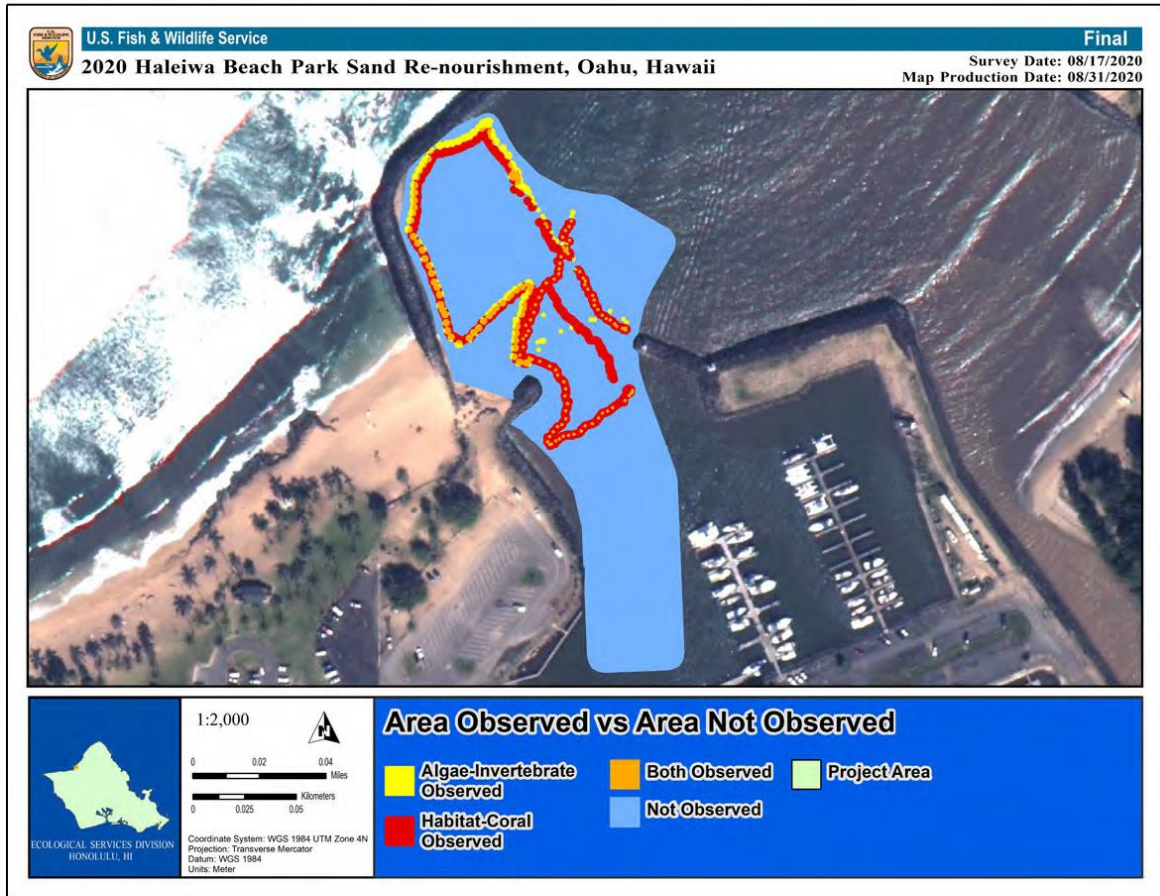 U.S.
FISH & WILDLIFE
SERVICE
U.S. Fish & Wildlife Service
Final
2020 Haleiwa Beach Park Sand Re-nourishment, Oahu, Hawaii
Survey Date: 08/17/2020
Map Production Date: 08/31/2020
ECOLOGICAL SERVICES DIVISION
HONOLULU, HI
1:2,000
N
0 0.02 0.04
Miles
Kilometers
0 0.025 0.05
Coordinate System: WGS 1984 UTM Zone 4N
Projection: Transverse Mercator
Datum: WGS 1984
Units: Meter
Area Observed vs Area Not Observed
Algae-Invertebrate
Observed
Habitat-Coral
Observed
Both Observed
Not Observed
Project Area